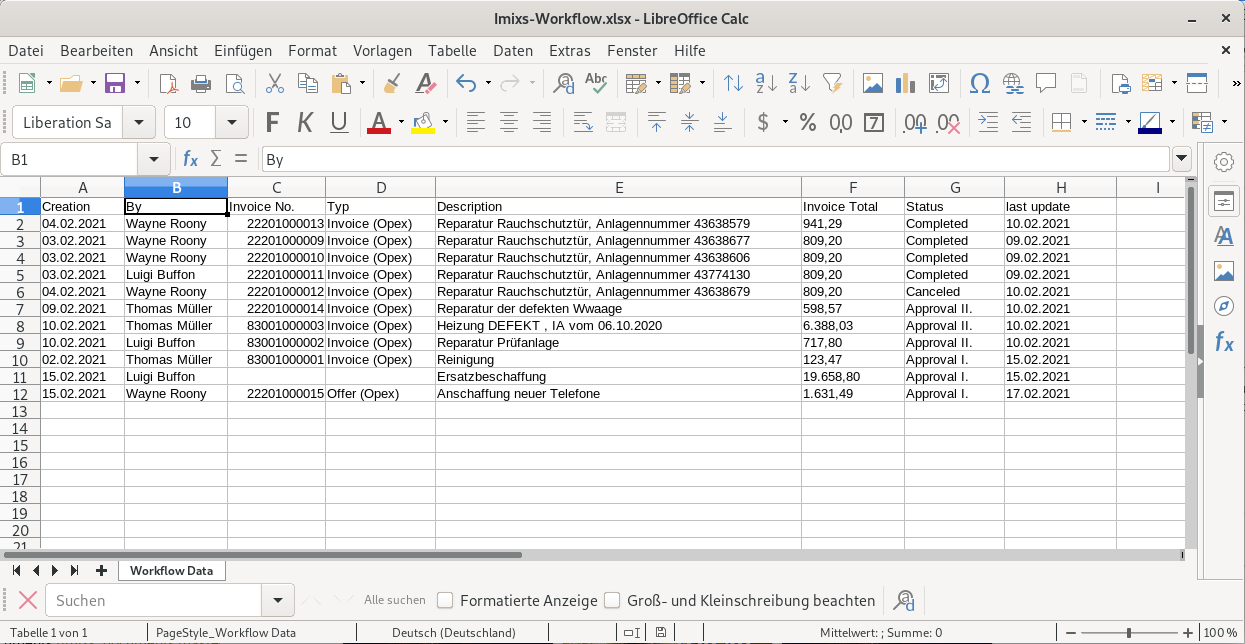 Imixs-Workflow.xlsx - LibreOffice Calc
Datei Bearbeiten Ansicht Einfügen Format Vorlagen Tabelle Daten Extras Fenster Hilfe
Abc
Liberation Sa 10 F K U $ % 0,0 7
B1 fx Σ = By
A B C D E F G H I
1 Creation By Invoice No. Typ Description Invoice Total Status last update
2 04.02.2021 Wayne Roony 22201000013 Invoice (Opex) Reparatur Rauchschutztür, Anlagennummer 43638579 941,29 Completed 10.02.2021
3 03.02.2021 Wayne Roony 22201000009 Invoice (Opex) Reparatur Rauchschutztür, Anlagennummer 43638677 809,20 Completed 09.02.2021
4 03.02.2021 Wayne Roony 22201000010 Invoice (Opex) Reparatur Rauchschutztür, Anlagennummer 43638606 809,20 Completed 09.02.2021
5 03.02.2021 Luigi Buffon 22201000011 Invoice (Opex) Reparatur Rauchschutztür, Anlagennummer 43774130 809,20 Completed 09.02.2021
6 04.02.2021 Wayne Roony 22201000012 Invoice (Opex) Reparatur Rauchschutztür, Anlagennummer 43638679 809,20 Canceled 10.02.2021
7 09.02.2021 Thomas Müller 22201000014 Invoice (Opex) Reparatur der defekten Wwaage 598,57 Approval II. 10.02.2021
8 10.02.2021 Thomas Müller 83001000003 Invoice (Opex) Heizung DEFEKT , IA vom 06.10.2020 6.388,03 Approval II. 10.02.2021
9 10.02.2021 Luigi Buffon 83001000002 Invoice (Opex) Reparatur Prüfanlage 717,80 Approval II. 10.02.2021
10 02.02.2021 Thomas Müller 83001000001 Invoice (Opex) Reinigung 123,47 Approval I. 15.02.2021
11 15.02.2021 Luigi Buffon Ersatzbeschaffung 19.658,80 Approval I. 15.02.2021
12 15.02.2021 Wayne Roony 22201000015 Offer (Opex) Anschaffung neuer Telefone 1.631,49 Approval I. 17.02.2021
13
14
15
16
17
18
19
20
21
Workflow Data
Suchen Alle suchen Formatierte Anzeige Groß- und Kleinschreibung beachten
Tabelle 1 von 1 PageStyle_Workflow Data Deutsch (Deutschland) Mittelwert: ; Summe: 0 100 %